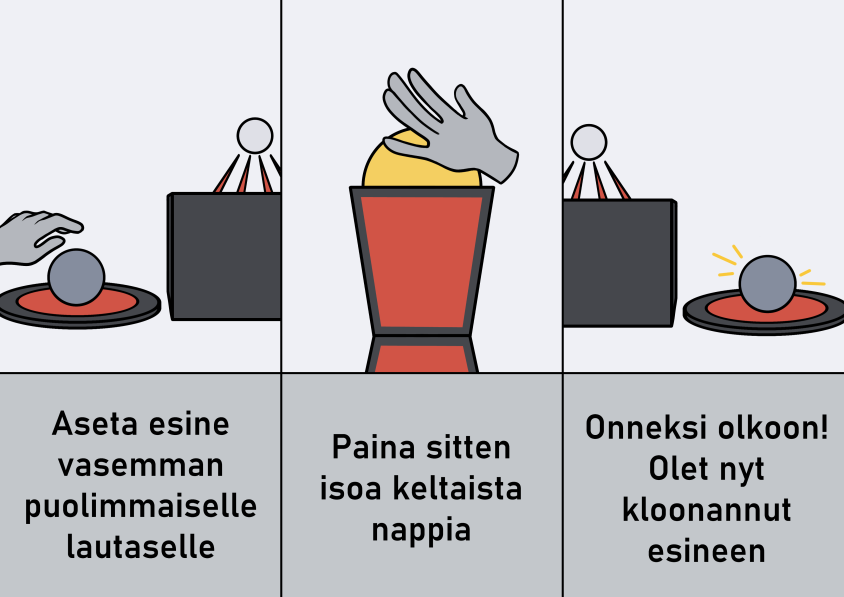 Aseta esine
vasemman
puolimmaiselle
lautaselle
Paina sitten
isoa keltaista
nappia
Onneksi olkoon!
Olet nyt
kloonannut
esineen